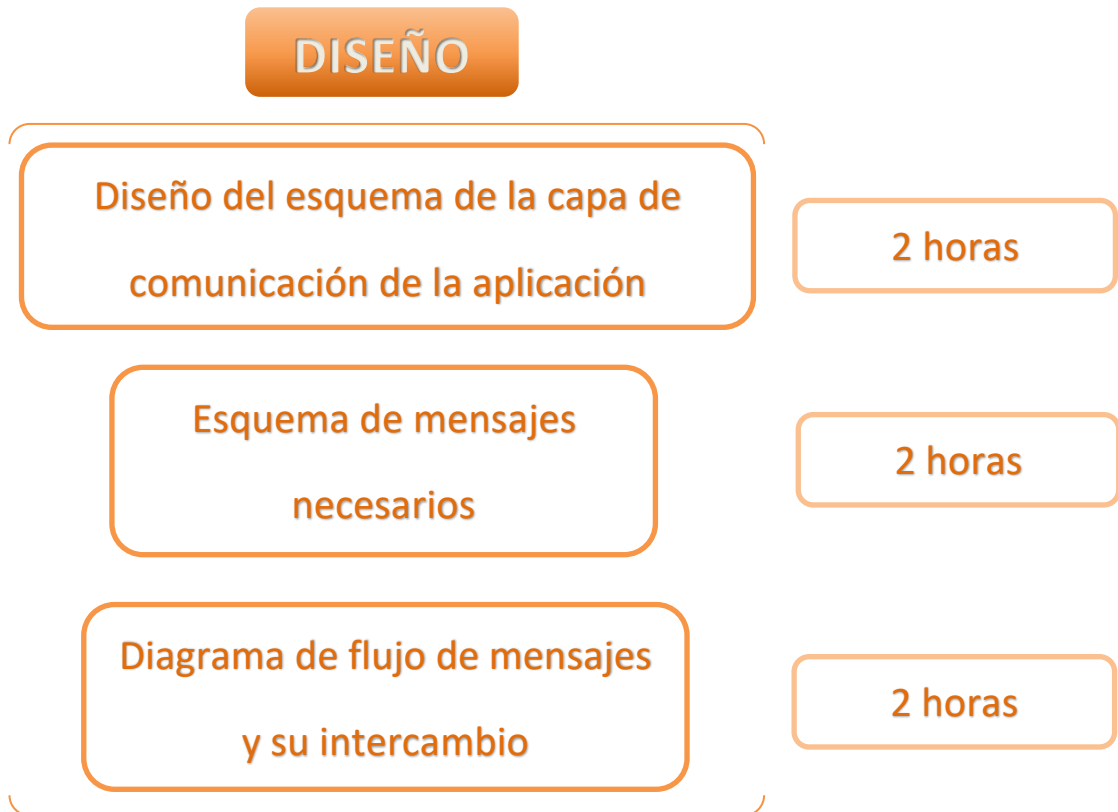 DISEÑO
Diseño del esquema de la capa de
comunicación de la aplicación
2 horas
Esquema de mensajes
necesarios
2 horas
Diagrama de flujo de mensajes
y su intercambio
2 horas